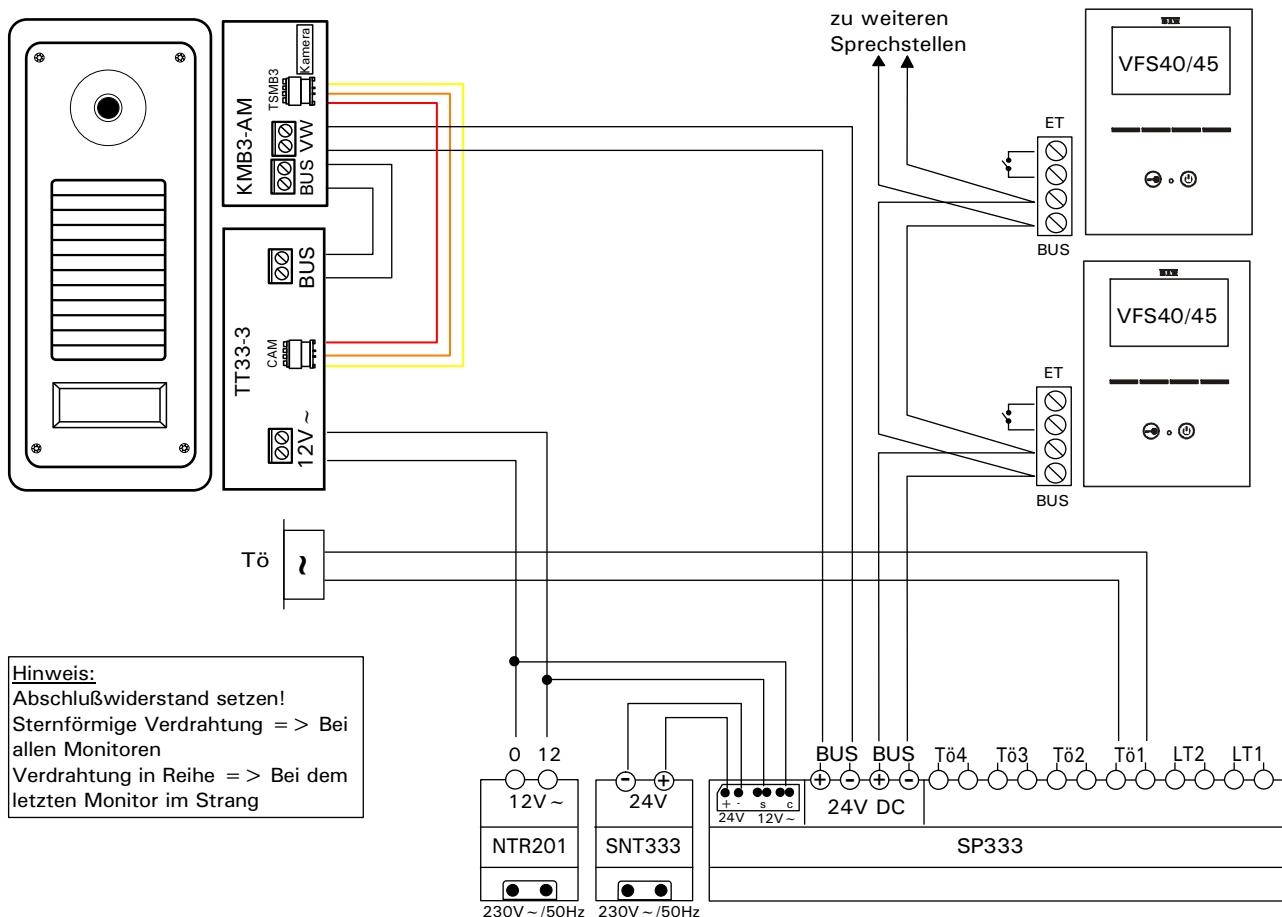 zu weiteren
Sprechstellen
Kamera
TSMB3
KMB3-AM
VW
BUS
TT33-3
BUS
CAM
12V ~
VFS40/45
ET
BUS
VFS40/45
ET
BUS
Tö
~
Hinweis:
Abschlußwiderstand setzen!
Sternförmige Verdrahtung = > Bei
allen Monitoren
Verdrahtung in Reihe = > Bei dem
letzten Monitor im Strang
0 12
12V ~
NTR201
230V ~ /50Hz
- +
24V
SNT333
230V ~ /50Hz
+ - s c
24V 12V ~
BUS BUS
+ - + -
24V DC
Tö4 Tö3 Tö2 Tö1 LT2 LT1
SP333